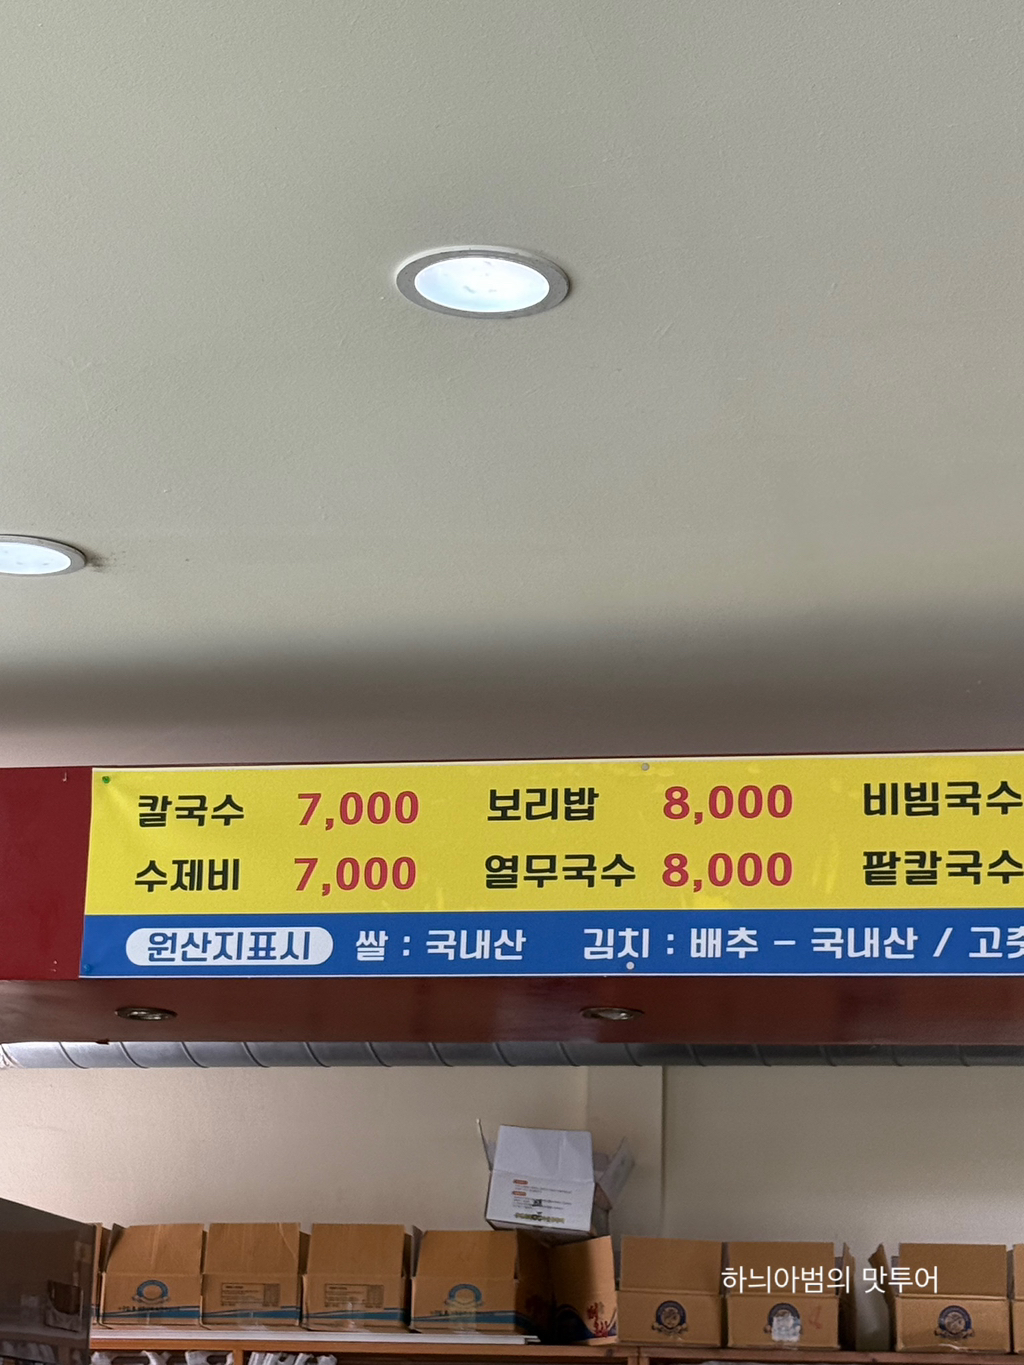 칼국수 7,000 보리밥 8,000 비빔국수
수제비 7,000 열무국수 8,000 팥칼국수
원산지표시 쌀 : 국내산 김치 : 배추 - 국내산 / 고춧
하늬아범의 맛투어